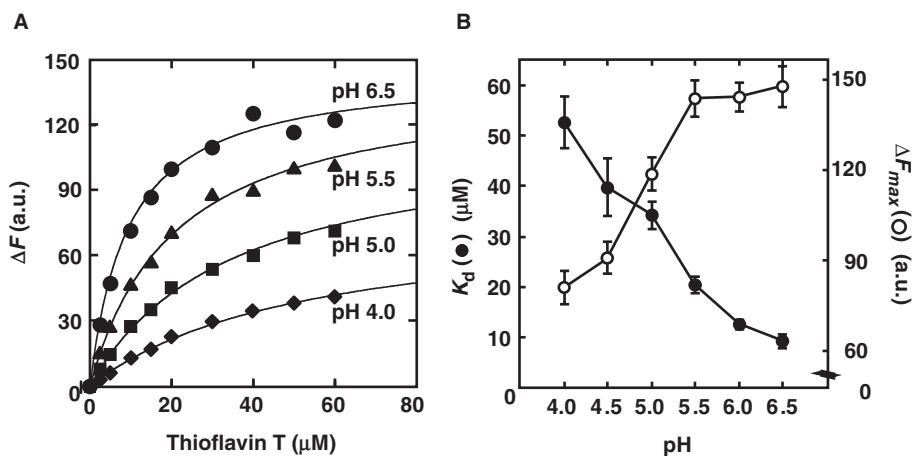 A
150
120
90
60
30
0
ΔF (a.u.)
pH 6.5
pH 5.5
pH 5.0
pH 4.0
0 20 40 60 80
Thioflavin T (μM)
B
60
50
40
30
20
10
0
Kd (●) (μM)
150
120
90
60
0
ΔFmax (○) (a.u.)
4.0 4.5 5.0 5.5 6.0 6.5
pH